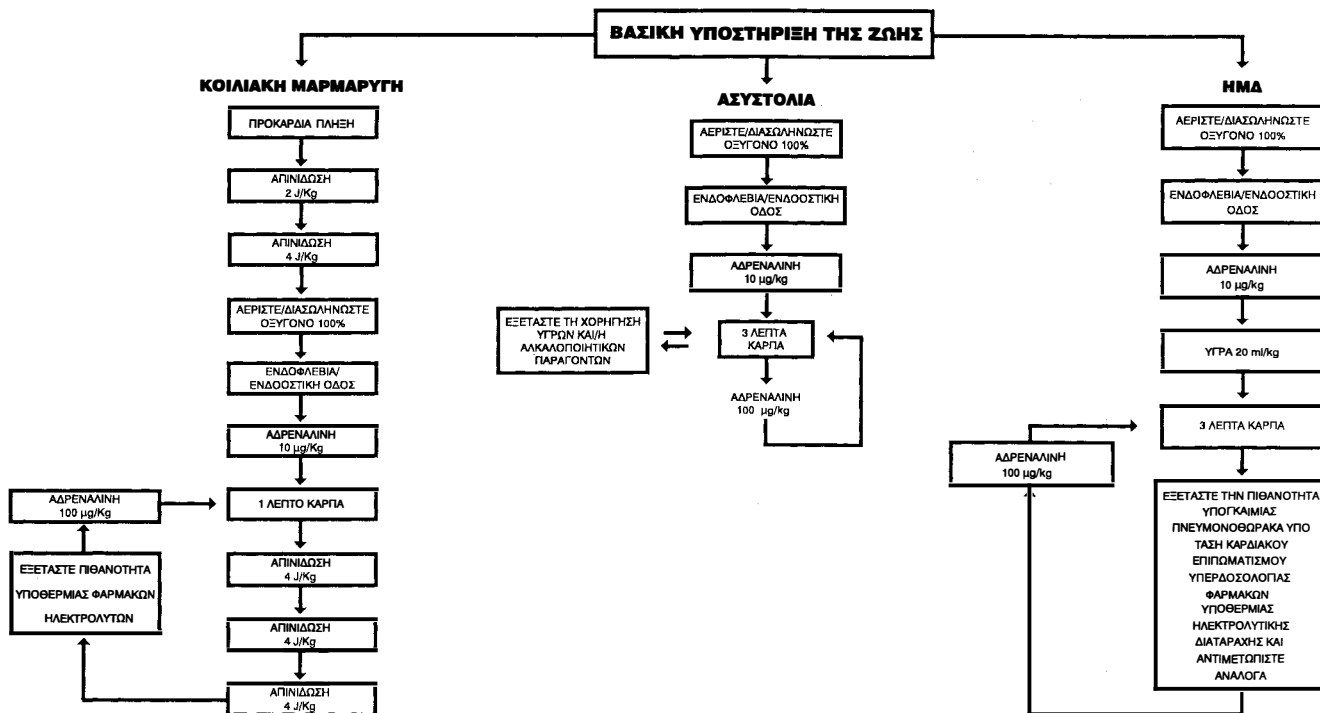 ΒΑΣΙΚΗ ΥΠΟΣΤΗΡΙΞΗ ΤΗΣ ΖΩΗΣ
ΚΟΙΛΙΑΚΗ ΜΑΡΜΑΡΥΓΗ
ΠΡΟΚΑΡΔΙΑ ΠΛΗΞΗ
ΑΠΙΝΙΔΩΣΗ
2 J/Kg
ΑΠΙΝΙΔΩΣΗ
4 J/Kg
ΑΕΡΙΣΤΕ/ΔΙΑΣΩΛΗΝΩΣΤΕ
ΟΞΥΓΟΝΟ 100%
ΕΝΔΟΦΛΕΒΙΑ/
ΕΝΔΟΟΣΤΙΚΗ ΟΔΟΣ
ΑΔΡΕΝΑΛΙΝΗ
10 μg/Kg
1 ΛΕΠΤΟ ΚΑΡΠΑ
ΑΠΙΝΙΔΩΣΗ
4 J/Kg
ΑΠΙΝΙΔΩΣΗ
4 J/Kg
ΑΠΙΝΙΔΩΣΗ
4 J/Kg
ΑΔΡΕΝΑΛΙΝΗ
100 μg/Kg
ΕΞΕΤΑΣΤΕ ΠΙΘΑΝΟΤΗΤΑ
ΥΠΟΘΕΡΜΙΑΣ ΦΑΡΜΑΚΩΝ
ΗΛΕΚΤΡΟΛΥΤΩΝ
ΑΣΥΣΤΟΛΙΑ
ΑΕΡΙΣΤΕ/ΔΙΑΣΩΛΗΝΩΣΤΕ
ΟΞΥΓΟΝΟ 100%
ΕΝΔΟΦΛΕΒΙΑ/ΕΝΔΟΟΣΤΙΚΗ
ΟΔΟΣ
ΑΔΡΕΝΑΛΙΝΗ
10 μg/kg
3 ΛΕΠΤΑ
ΚΑΡΠΑ
ΑΔΡΕΝΑΛΙΝΗ
100 μg/kg
ΕΞΕΤΑΣΤΕ ΤΗ ΧΟΡΗΓΗΣΗ
ΥΓΡΩΝ ΚΑΙ/Η
ΑΛΚΑΛΟΠΟΙΗΤΙΚΩΝ
ΠΑΡΑΓΟΝΤΩΝ
ΗΜΔ
ΑΕΡΙΣΤΕ/ΔΙΑΣΩΛΗΝΩΣΤΕ
ΟΞΥΓΟΝΟ 100%
ΕΝΔΟΦΛΕΒΙΑ/ΕΝΔΟΟΣΤΙΚΗ
ΟΔΟΣ
ΑΔΡΕΝΑΛΙΝΗ
10 μg/kg
ΥΓΡΑ 20 ml/kg
3 ΛΕΠΤΑ ΚΑΡΠΑ
ΑΔΡΕΝΑΛΙΝΗ
100 μg/kg
ΕΞΕΤΑΣΤΕ ΤΗΝ ΠΙΘΑΝΟΤΗΤΑ
ΥΠΟΓΚΑΙΜΙΑΣ
ΠΝΕΥΜΟΝΟΘΩΡΑΚΑ ΥΠΟ
ΤΑΣΗ ΚΑΡΔΙΑΚΟΥ
ΕΠΙΠΩΜΑΤΙΣΜΟΥ
ΥΠΕΡΔΟΣΟΛΟΓΙΑΣ
ΦΑΡΜΑΚΩΝ
ΥΠΟΘΕΡΜΙΑΣ
ΗΛΕΚΤΡΟΛΥΤΙΚΗΣ
ΔΙΑΤΑΡΑΧΗΣ ΚΑΙ
ΑΝΤΙΜΕΤΩΠΙΣΤΕ
ΑΝΑΛΟΓΑ